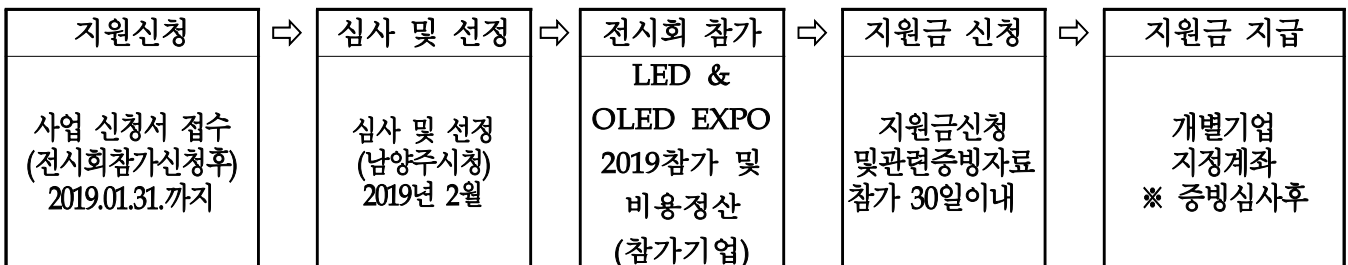 지원신청
⇨
심사 및 선정
⇨
전시회 참가
⇨
지원금 신청
⇨
지원금 지급
사업 신청서 접수
(전시회참가신청후)
2019.01.31.까지
심사 및 선정
(남양주시청)
2019년 2월
LED &
OLED EXPO
2019참가 및
비용정산
(참가기업)
지원금신청
및관련증빙자료
참가 30일이내
개별기업
지정계좌
※ 증빙심사후